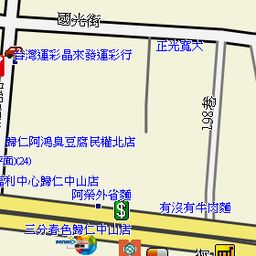 國光街
台灣運彩晶來發運彩行
正光寬犬
198巷
歸仁阿鴻臭豆腐民權北店
平面)(24)
福利中心歸仁中山店
阿榮外省麵
有沒有牛肉麵
三分春色歸仁中山店